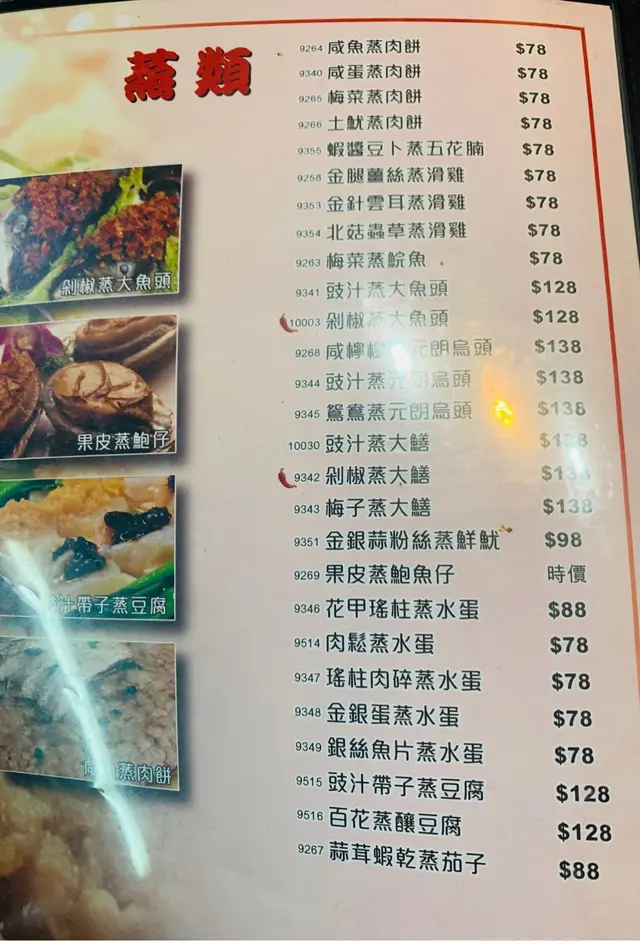 蒸類
9264 咸魚蒸肉餅 $78
9340 咸蛋蒸肉餅 $78
9265 梅菜蒸肉餅 $78
9266 土魷蒸肉餅 $78
9355 蝦醬豆卜蒸五花腩 $78
9258 金腿薑絲蒸滑雞 $78
9353 金針雲耳蒸滑雞 $78
9354 北菇蟲草蒸滑雞 $78
9263 梅菜蒸鯇魚 $78
9341 豉汁蒸大魚頭 $128
10003 剁椒蒸大魚頭 $128
9268 咸檸 元朗烏頭 $138
9344 豉汁蒸元朗烏頭 $138
9345 鴛鴦蒸元朗烏頭 $138
10030 豉汁蒸大鱔 $138
9342 剁椒蒸大鱔 $138
9343 梅子蒸大鱔 $138
9351 金銀蒜粉絲蒸鮮魷 $98
9269 果皮蒸鮑魚仔 時價
9346 花甲瑤柱蒸水蛋 $88
9514 肉鬆蒸水蛋 $78
9347 瑤柱肉碎蒸水蛋 $78
9348 金銀蛋蒸水蛋 $78
9349 銀絲魚片蒸水蛋 $78
9515 豉汁帶子蒸豆腐 $128
9516 百花蒸釀豆腐 $128
9267 蒜茸蝦乾蒸茄子 $88
剁椒蒸大魚頭
果皮蒸鮑仔
汁帶子蒸豆腐
蒸肉餅